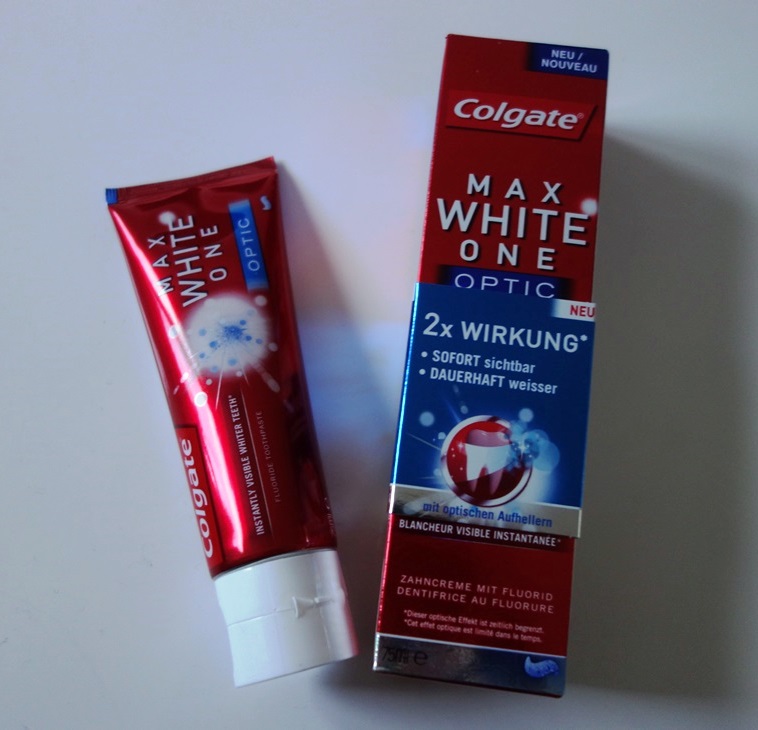 MAX
WHITE
ONE
OPTIC
INSTANTLY VISIBLE WHITER TEETH*
FLUORIDE TOOTHPASTE
Colgate
NEU /
NOUVEAU
Colgate®
MAX
WHITE
ONE
OPTIC
NEU
2x WIRKUNG*
• SOFORT sichtbar
• DAUERHAFT weisser
mit optischen Aufhellern
BLANCHEUR VISIBLE INSTANTANÉE*
ZAHNCREME MIT FLUORID
DENTIFRICE AU FLUORURE
*Dieser optische Effekt ist zeitlich begrenzt.
*Cet effet optique est limité dans le temps.
75ml e